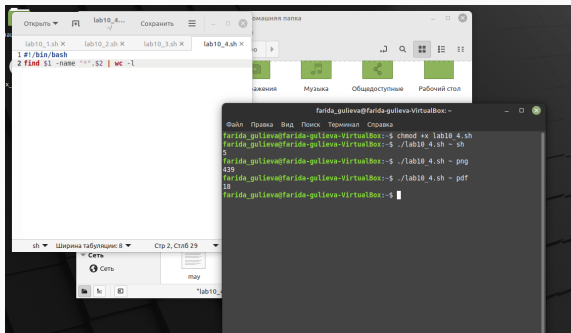 Открыть
lab10_4....
~/
Сохранить
омашняя папка
lab10_1.sh ×
lab10_2.sh ×
lab10_3.sh ×
lab10_4.sh ×
1 #!/bin/bash
2 find $1 -name "*".$2 | wc -l
Музыка
Общедоступные
Рабочий стол
farida_gulieva@farida-gulieva-VirtualBox: ~
Файл Правка Вид Поиск Терминал Справка
farida_gulieva@farida-gulieva-VirtualBox:~$ chmod +x lab10_4.sh
farida_gulieva@farida-gulieva-VirtualBox:~$ ./lab10_4.sh ~ sh
5
farida_gulieva@farida-gulieva-VirtualBox:~$ ./lab10_4.sh ~ png
439
farida_gulieva@farida-gulieva-VirtualBox:~$ ./lab10_4.sh ~ pdf
18
farida_gulieva@farida-gulieva-VirtualBox:~$
sh
Ширина табуляции: 8
Стр 2, Стлб 29
Сеть
Сеть
may
"lab10_